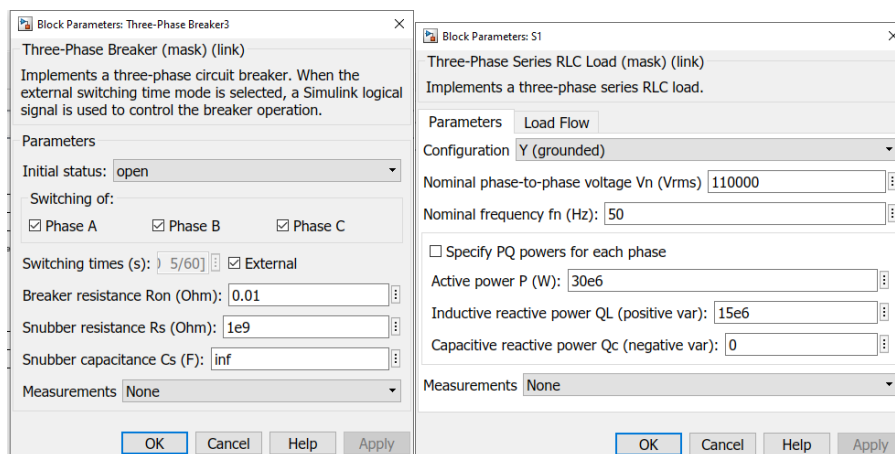 Block Parameters: Three-Phase Breaker3
Three-Phase Breaker (mask) (link)
Implements a three-phase circuit breaker. When the
external switching time mode is selected, a Simulink logical
signal is used to control the breaker operation.
Parameters
Initial status: open
Switching of:
Phase A Phase B Phase C
Switching times (s): 5/60] External
Breaker resistance Ron (Ohm): 0.01
Snubber resistance Rs (Ohm): 1e9
Snubber capacitance Cs (F): inf
Measurements None
OK Cancel Help Apply
Block Parameters: S1
Three-Phase Series RLC Load (mask) (link)
Implements a three-phase series RLC load.
Parameters Load Flow
Configuration Y (grounded)
Nominal phase-to-phase voltage Vn (Vrms) 110000
Nominal frequency fn (Hz): 50
Specify PQ powers for each phase
Active power P (W): 30e6
Inductive reactive power QL (positive var): 15e6
Capacitive reactive power Qc (negative var): 0
Measurements None
OK Cancel Help Apply